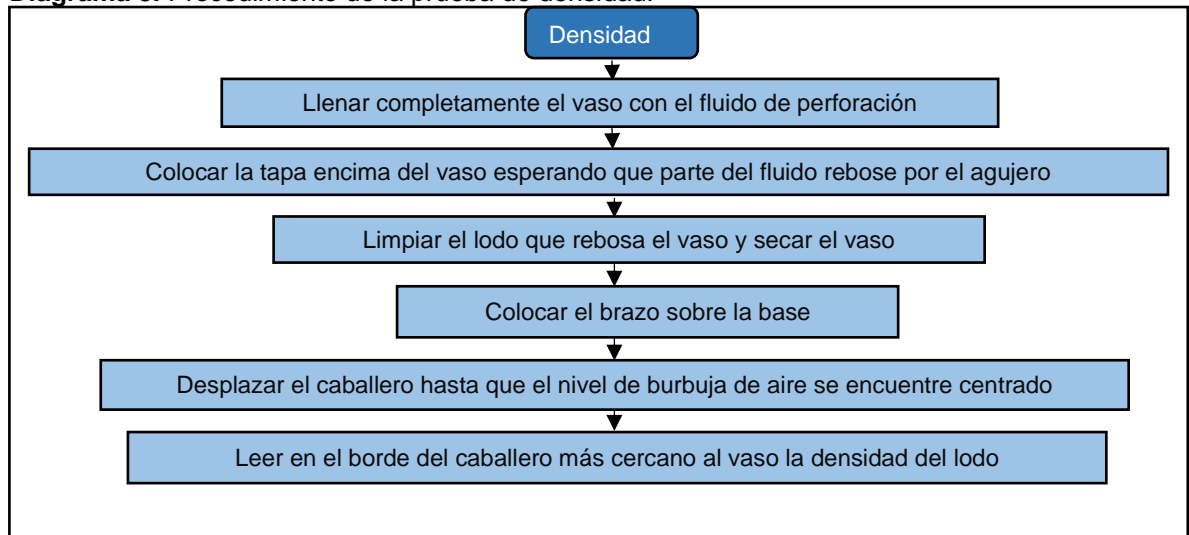 Densidad
Llenar completamente el vaso con el fluido de perforación
Colocar la tapa encima del vaso esperando que parte del fluido rebose por el agujero
Limpiar el lodo que rebosa el vaso y secar el vaso
Colocar el brazo sobre la base
Desplazar el caballero hasta que el nivel de burbuja de aire se encuentre centrado
Leer en el borde del caballero más cercano al vaso la densidad del lodo